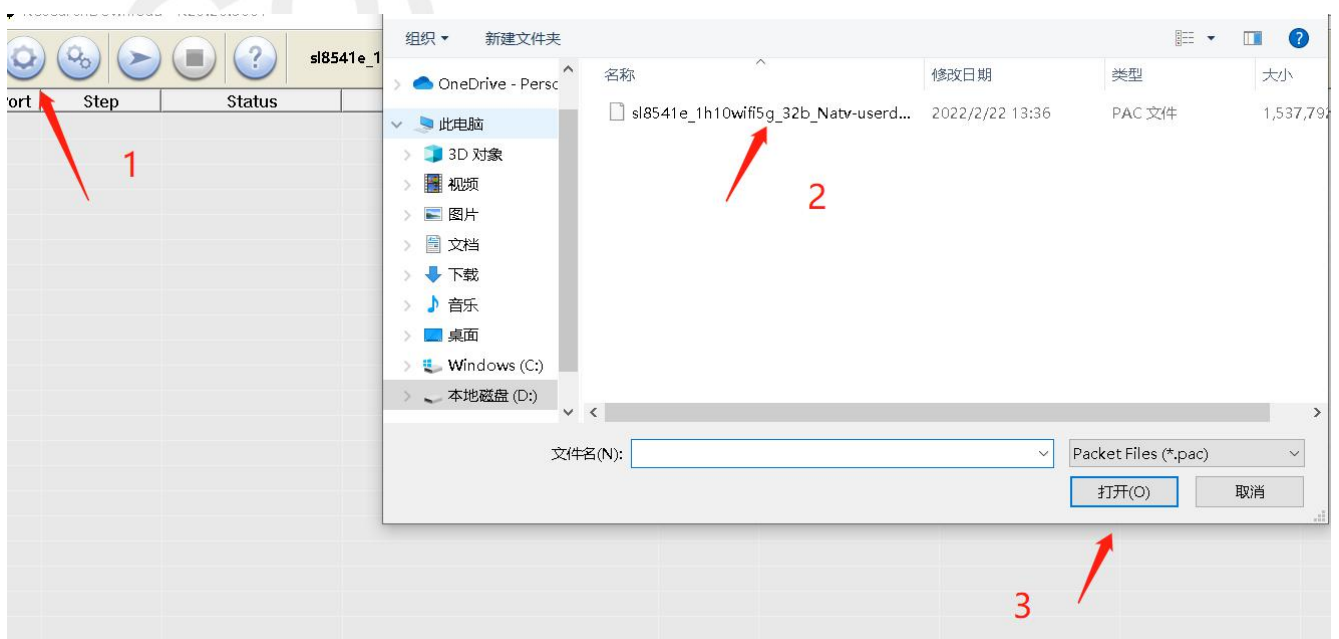 组织 新建文件夹
sl8541e_1
Port Step Status
OneDrive - Persc
名称 修改日期 类型 大小
此电脑
sl8541e_1h10wifi5g_32b_Natv-userd... 2022/2/22 13:36 PAC 文件 1,537,792
3D 对象
1
视频
2
图片
文档
下载
音乐
桌面
Windows (C:)
本地磁盘 (D:)
文件名(N): Packet Files (*.pac)
打开(O) 取消
3